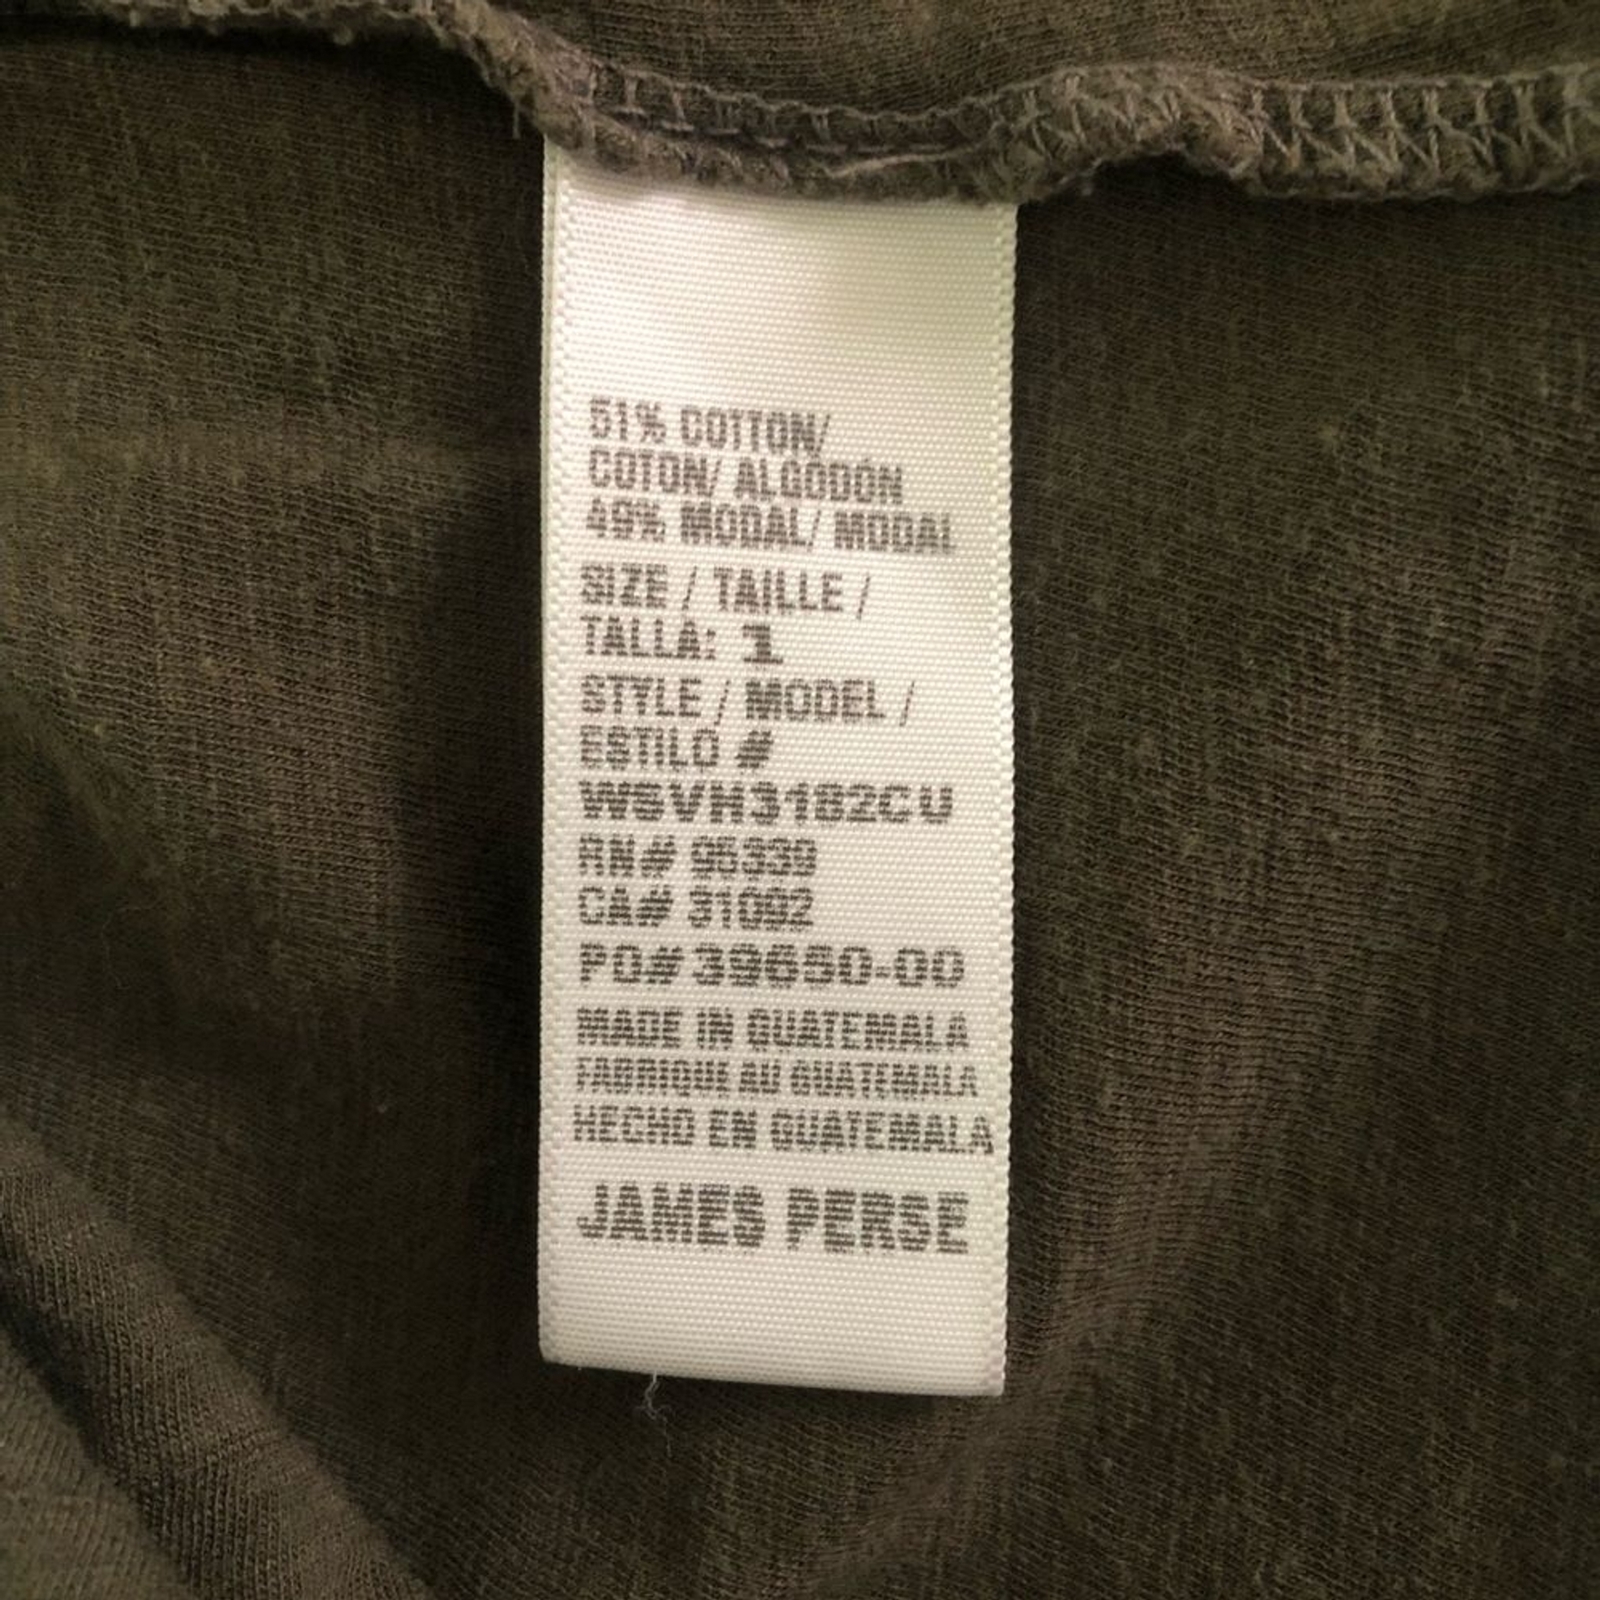 51% COTTON/
COTON/ ALGODÓN
49% MODAL/ MODAL
SIZE / TAILLE /
TALLA: 1
STYLE / MODEL /
ESTILO #
WSVH3182CU
RN# 95339
CA# 31092
PO# 39650-00
MADE IN GUATEMALA
FABRIQUE AU GUATEMALA
HECHO EN GUATEMALA
JAMES PERSE